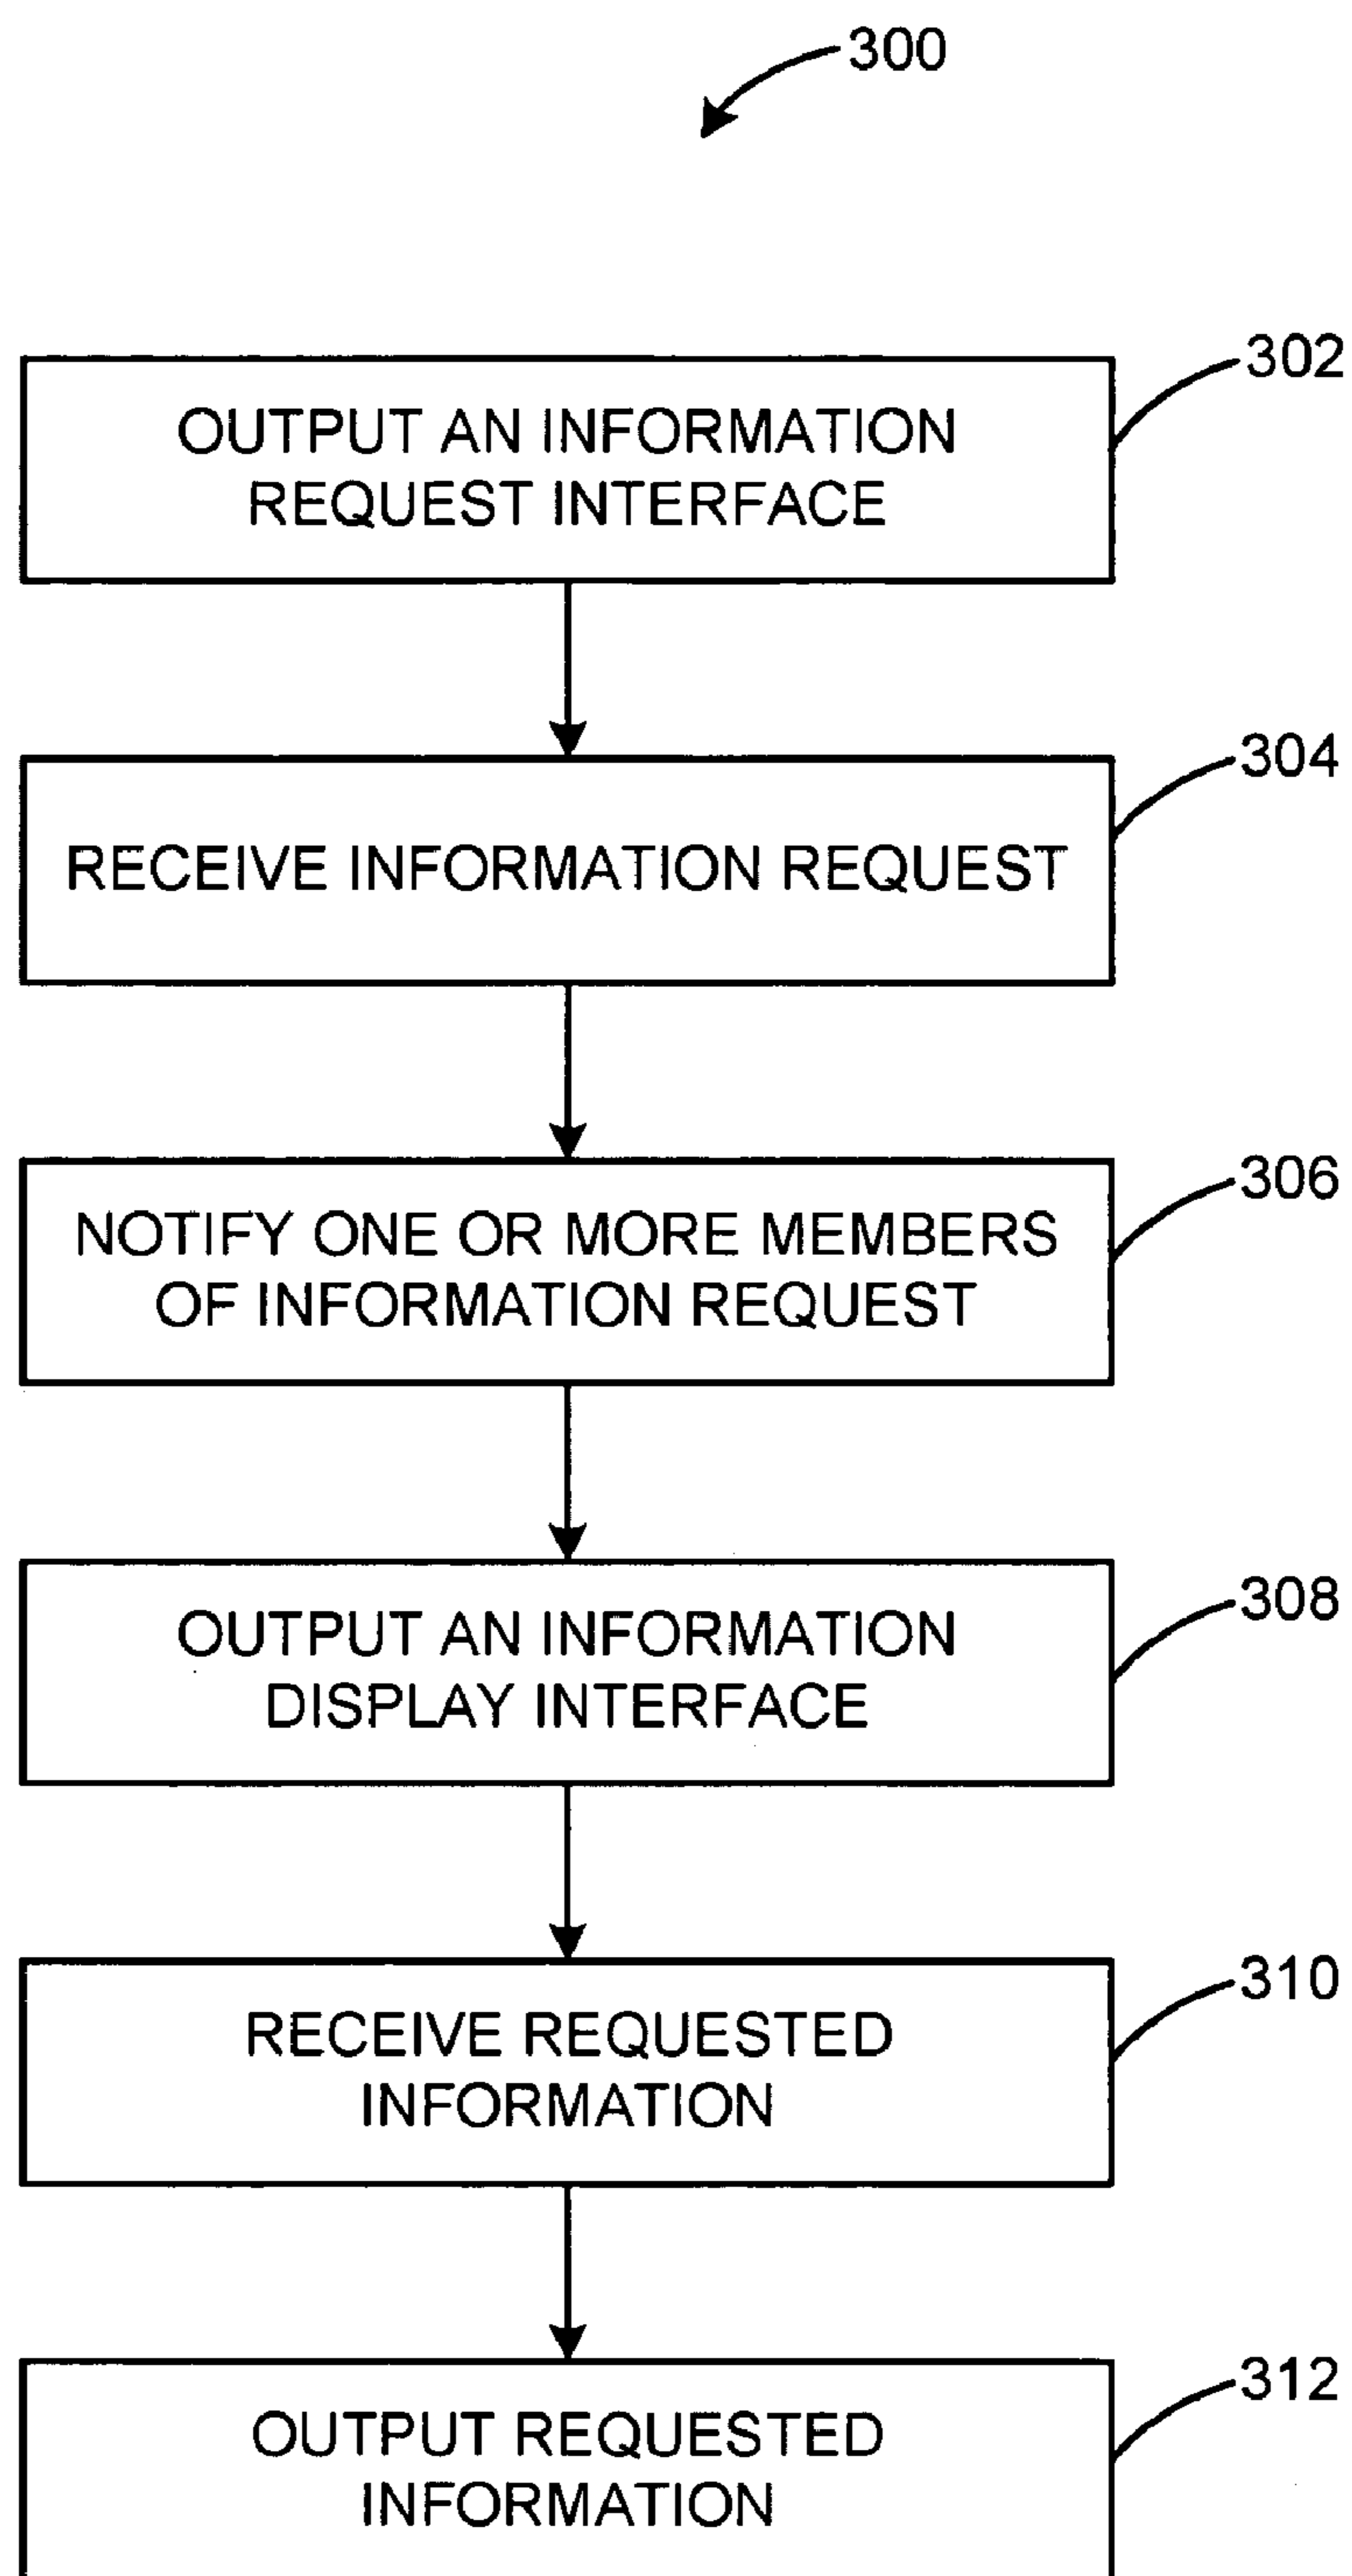 300
302
OUTPUT AN INFORMATION
REQUEST INTERFACE
304
RECEIVE INFORMATION REQUEST
306
NOTIFY ONE OR MORE MEMBERS
OF INFORMATION REQUEST
308
OUTPUT AN INFORMATION
DISPLAY INTERFACE
310
RECEIVE REQUESTED
INFORMATION
312
OUTPUT REQUESTED
INFORMATION